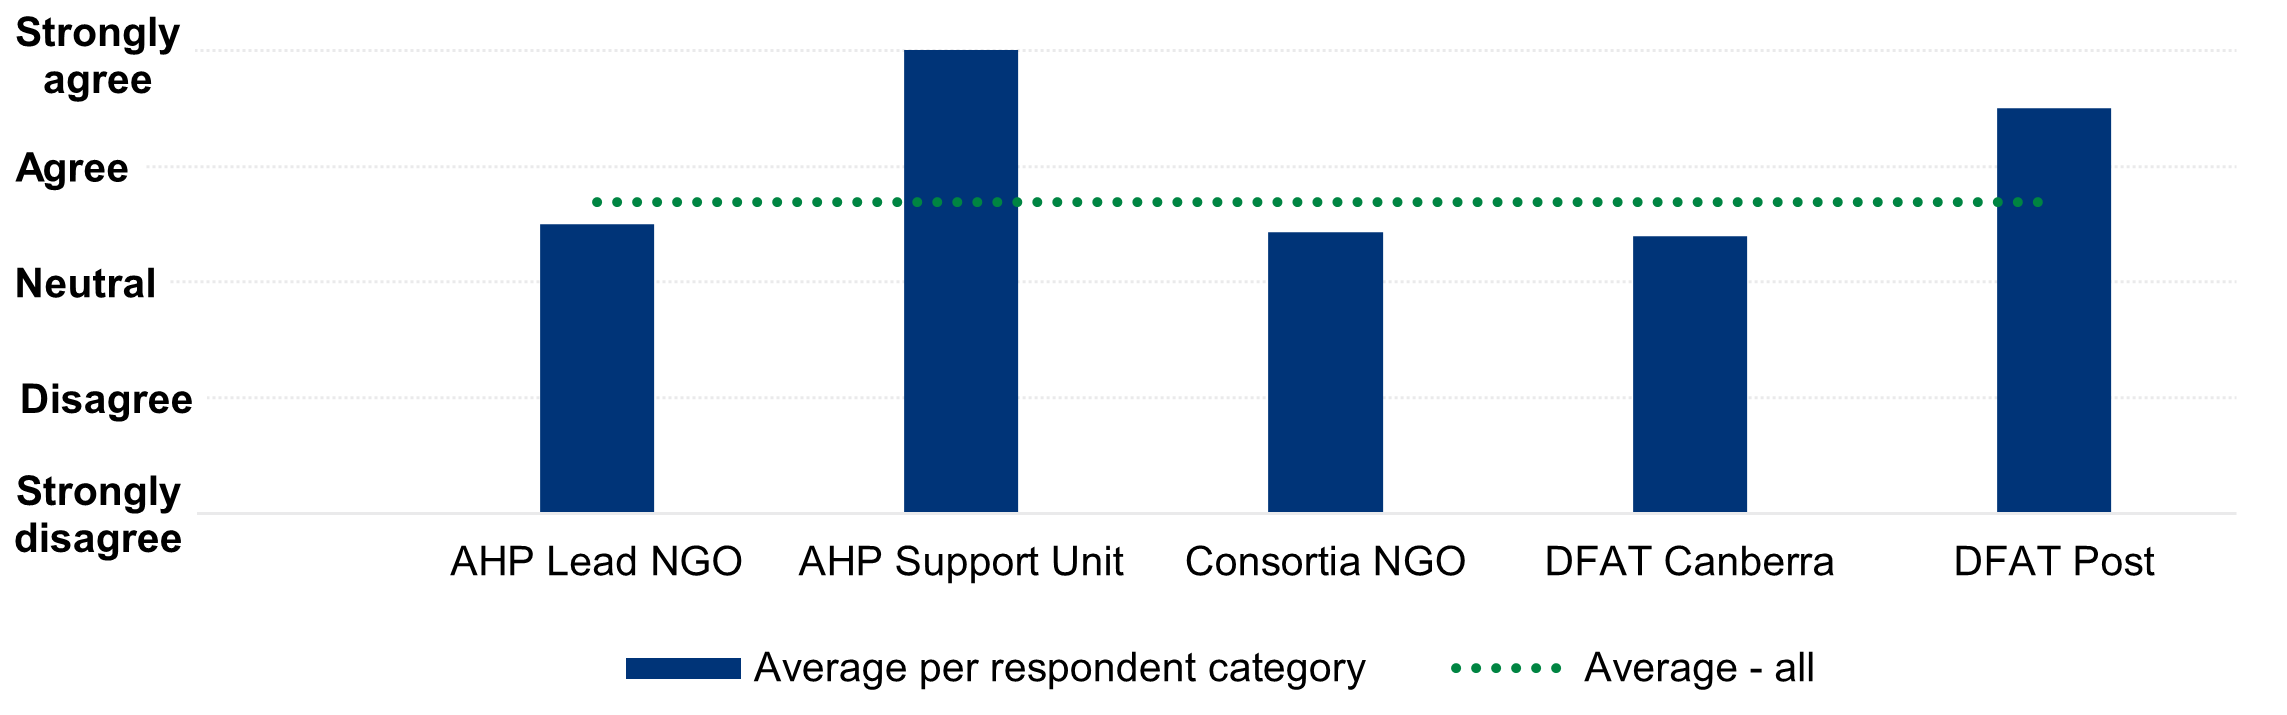 Strongly
agree
Agree
Neutral
Disagree
Strongly
disagree
AHP Lead NGO
AHP Support Unit
Consortia NGO
DFAT Canberra
DFAT Post
Average per respondent category
Average - all